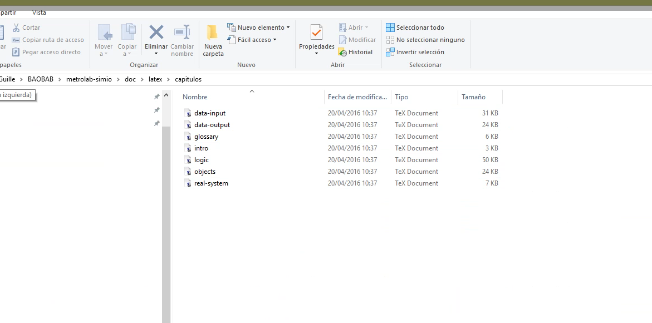 Vista
Cortar
Copiar ruta de acceso
Pegar acceso directo
Mover a
Copiar a
Eliminar
Cambiar nombre
Organizar
Nueva carpeta
Nuevo elemento
Fácil acceso
Nuevo
Propiedades
Abrir
Modificar
Historial
Abrir
Seleccionar todo
No seleccionar ninguno
Invertir selección
Seleccionar
BAOBAB > metrolab-simio > doc > latex > capitulos
izquierda)
Nombre Fecha de modifica... Tipo Tamaño
data-input 20/04/2016 10:37 TeX Document 31 KB
data-output 20/04/2016 10:37 TeX Document 24 KB
glossary 20/04/2016 10:37 TeX Document 6 KB
intro 20/04/2016 10:37 TeX Document 3 KB
logic 20/04/2016 10:37 TeX Document 50 KB
objects 20/04/2016 10:37 TeX Document 24 KB
real-system 20/04/2016 10:37 TeX Document 7 KB